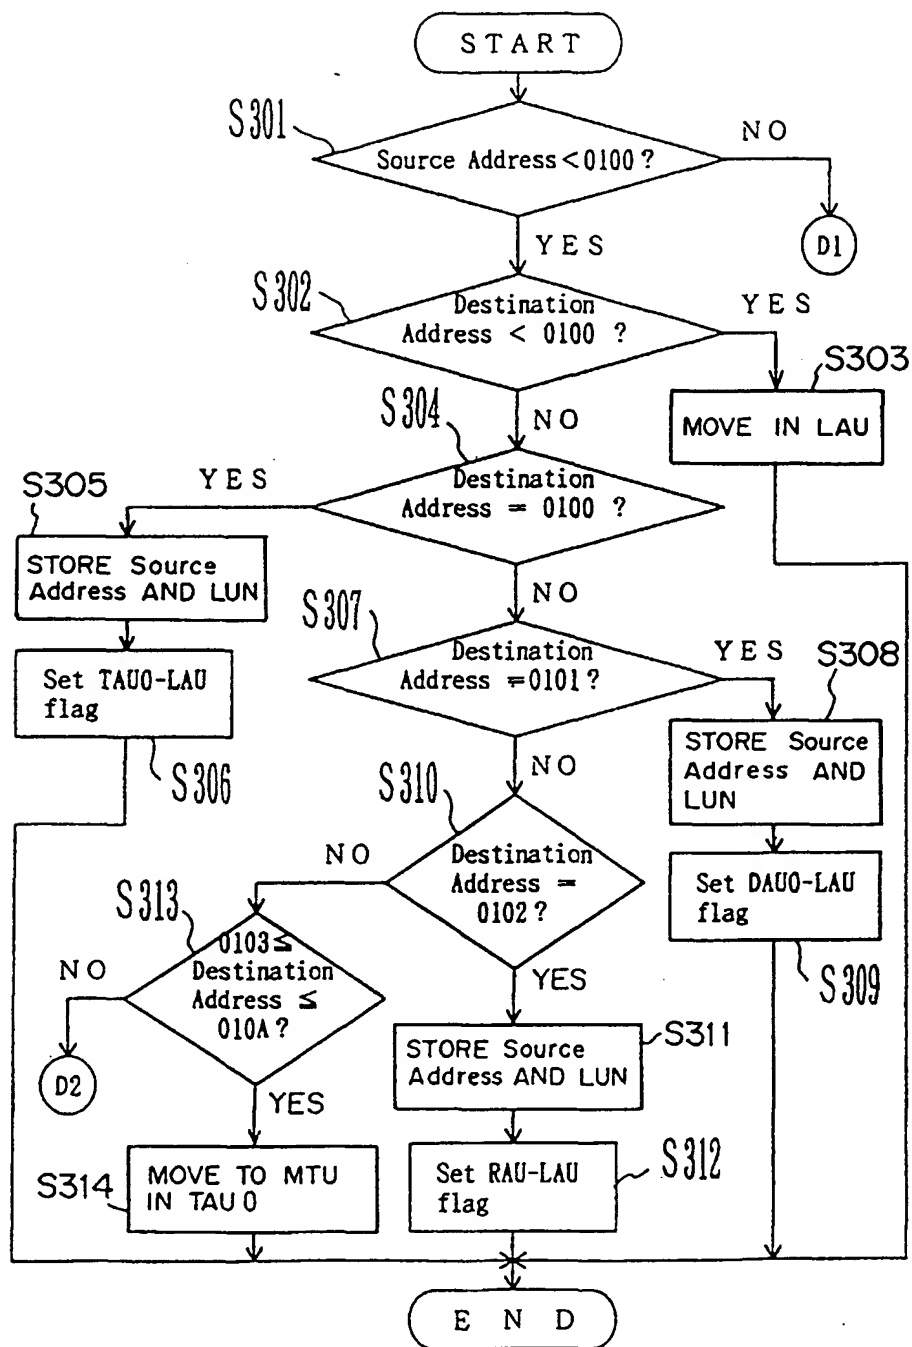 START
S301
Source Address < 0100 ?
NO
D1
YES
S302
Destination
Address < 0100 ?
YES
S303
MOVE IN LAU
NO
S304
Destination
Address = 0100 ?
YES
S305
STORE Source
Address AND LUN
Set TAU0-LAU
flag
S306
NO
S307
Destination
Address =0101 ?
YES
S308
STORE Source
Address AND
LUN
Set DAU0-LAU
flag
S309
NO
S310
Destination
Address =
0102 ?
NO
S313
0103 ≦
Destination
Address ≦
010A ?
NO
D2
YES
S314
MOVE TO MTU
IN TAU 0
YES
S311
STORE Source
Address AND LUN
Set RAU-LAU
flag
S312
END